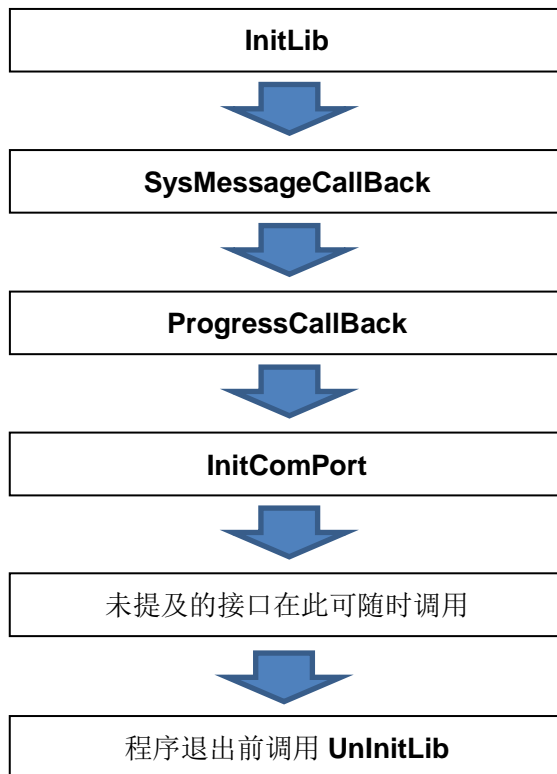 InitLib
SysMessageCallBack
ProgressCallBack
InitComPort
未提及的接口在此可随时调用
程序退出前调用 UnInitLib